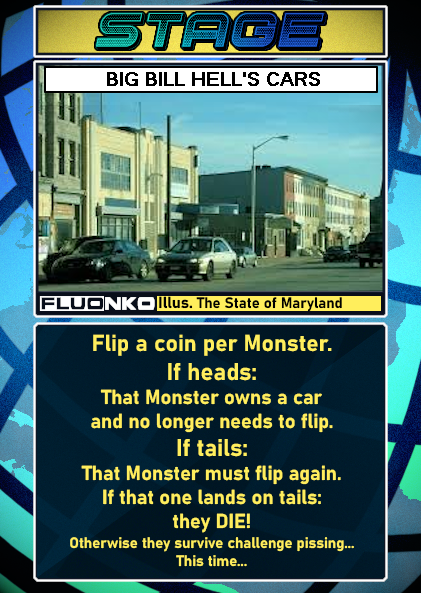 STAGE
BIG BILL HELL'S CARS
FLUONKO Illus. The State of Maryland
Flip a coin per Monster.
If heads:
That Monster owns a car
and no longer needs to flip.
If tails:
That Monster must flip again.
If that one lands on tails:
they DIE!
Otherwise they survive challenge pissing...
This time...